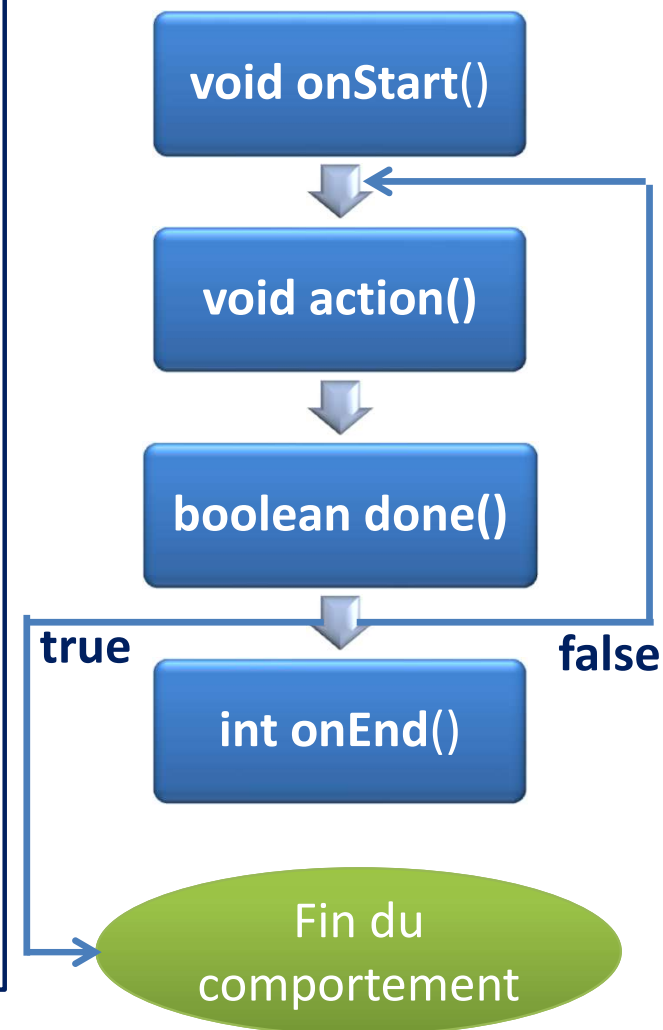 void onStart()
void action()
boolean done()
true
false
int onEnd()
Fin du
comportement